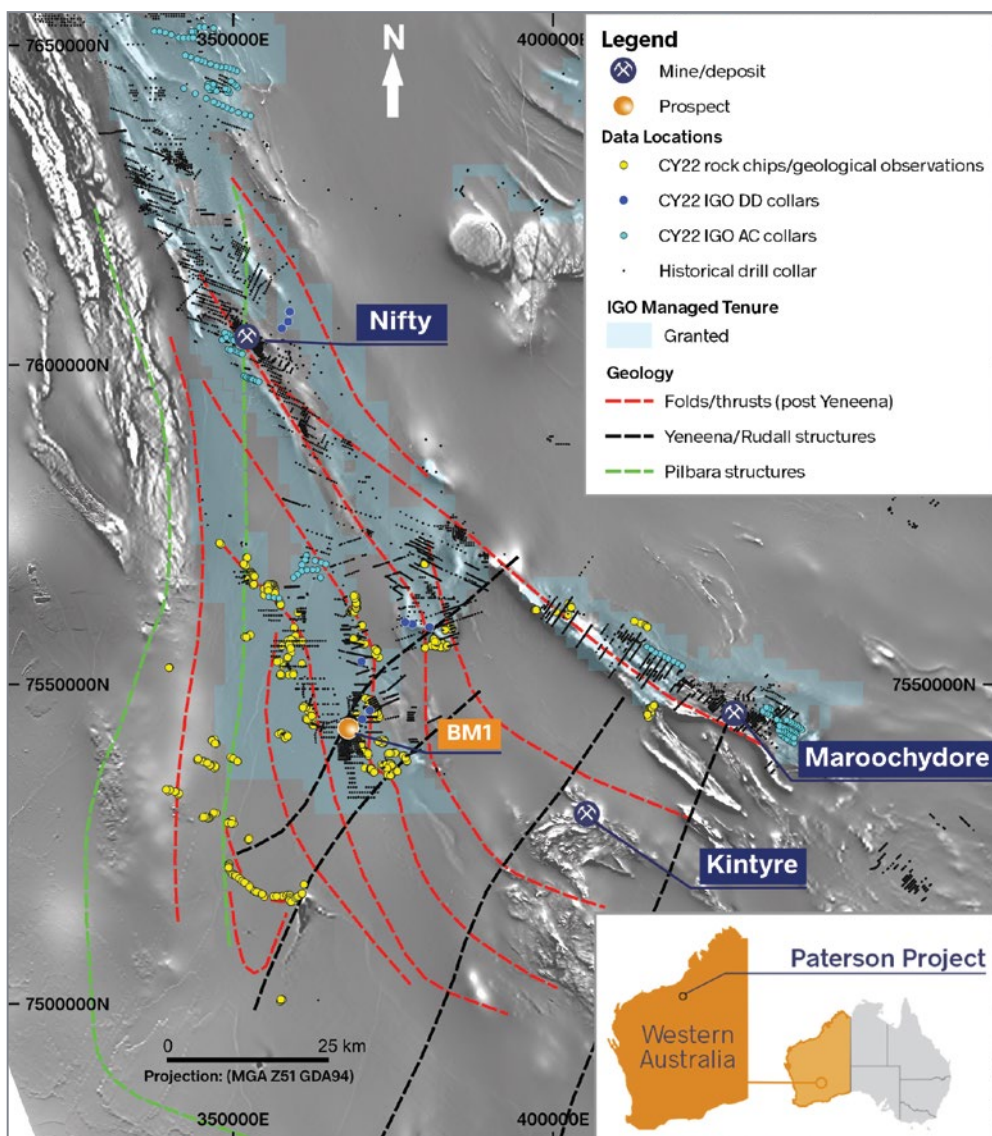 7650000N
350000E
400000E
N
Legend
Mine/deposit
Prospect
Data Locations
CY22 rock chips/geological observations
CY22 IGO DD collars
CY22 IGO AC collars
Historical drill collar
IGO Managed Tenure
Granted
Geology
Folds/thrusts (post Yeneena)
Yeneena/Rudall structures
Pilbara structures
Nifty
7600000N
7550000N
7550000N
BM1
Maroochydore
Kintyre
7500000N
0
25 km
Projection: (MGA Z51 GDA94)
350000E
400000E
Paterson Project
Western
Australia